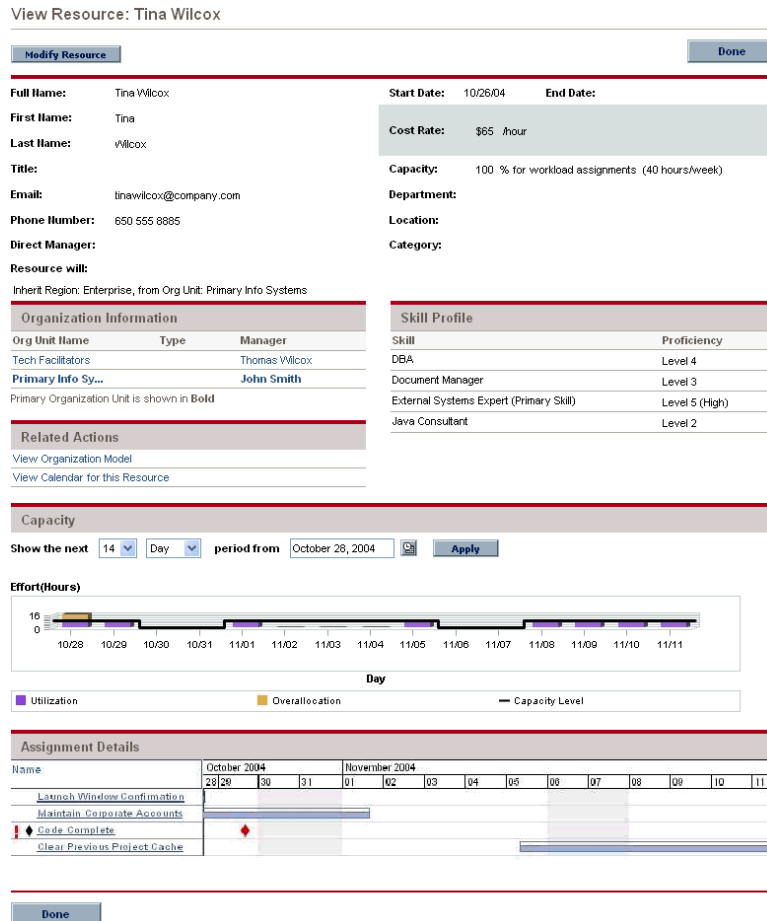 View Resource: Tina Wilcox
Modify Resource
Done
Full Name: Tina Wilcox
Start Date: 10/26/04 End Date:
First Name: Tina
Cost Rate: $65 /hour
Last Name: Wilcox
Title:
Capacity: 100 % for workload assignments (40 hours/week)
Email: tinawilcox@company.com
Department:
Phone Number: 650 555 8885
Location:
Direct Manager:
Category:
Resource will:
Inherit Region: Enterprise, from Org Unit: Primary Info Systems
Organization Information
Org Unit Name Type Manager
Tech Facilitators Thomas Wilcox
Primary Info Sy... John Smith
Primary Organization Unit is shown in Bold
Skill Profile
Skill Proficiency
DBA Level 4
Document Manager Level 3
External Systems Expert (Primary Skill) Level 5 (High)
Java Consultant Level 2
Related Actions
View Organization Model
View Calendar for this Resource
Capacity
Show the next 14 Day period from October 28, 2004 Apply
Effort(Hours)
16
0
10/28 10/29 10/30 10/31 11/01 11/02 11/03 11/04 11/05 11/06 11/07 11/08 11/09 11/10 11/11
Day
Utilization Overallocation Capacity Level
Assignment Details
Name October 2004 November 2004
28 29 30 31 01 02 03 04 05 06 07 08 09 10 11
Launch Window Confirmation
Maintain Corporate Accounts
Code Complete
Clear Previous Project Cache
Done